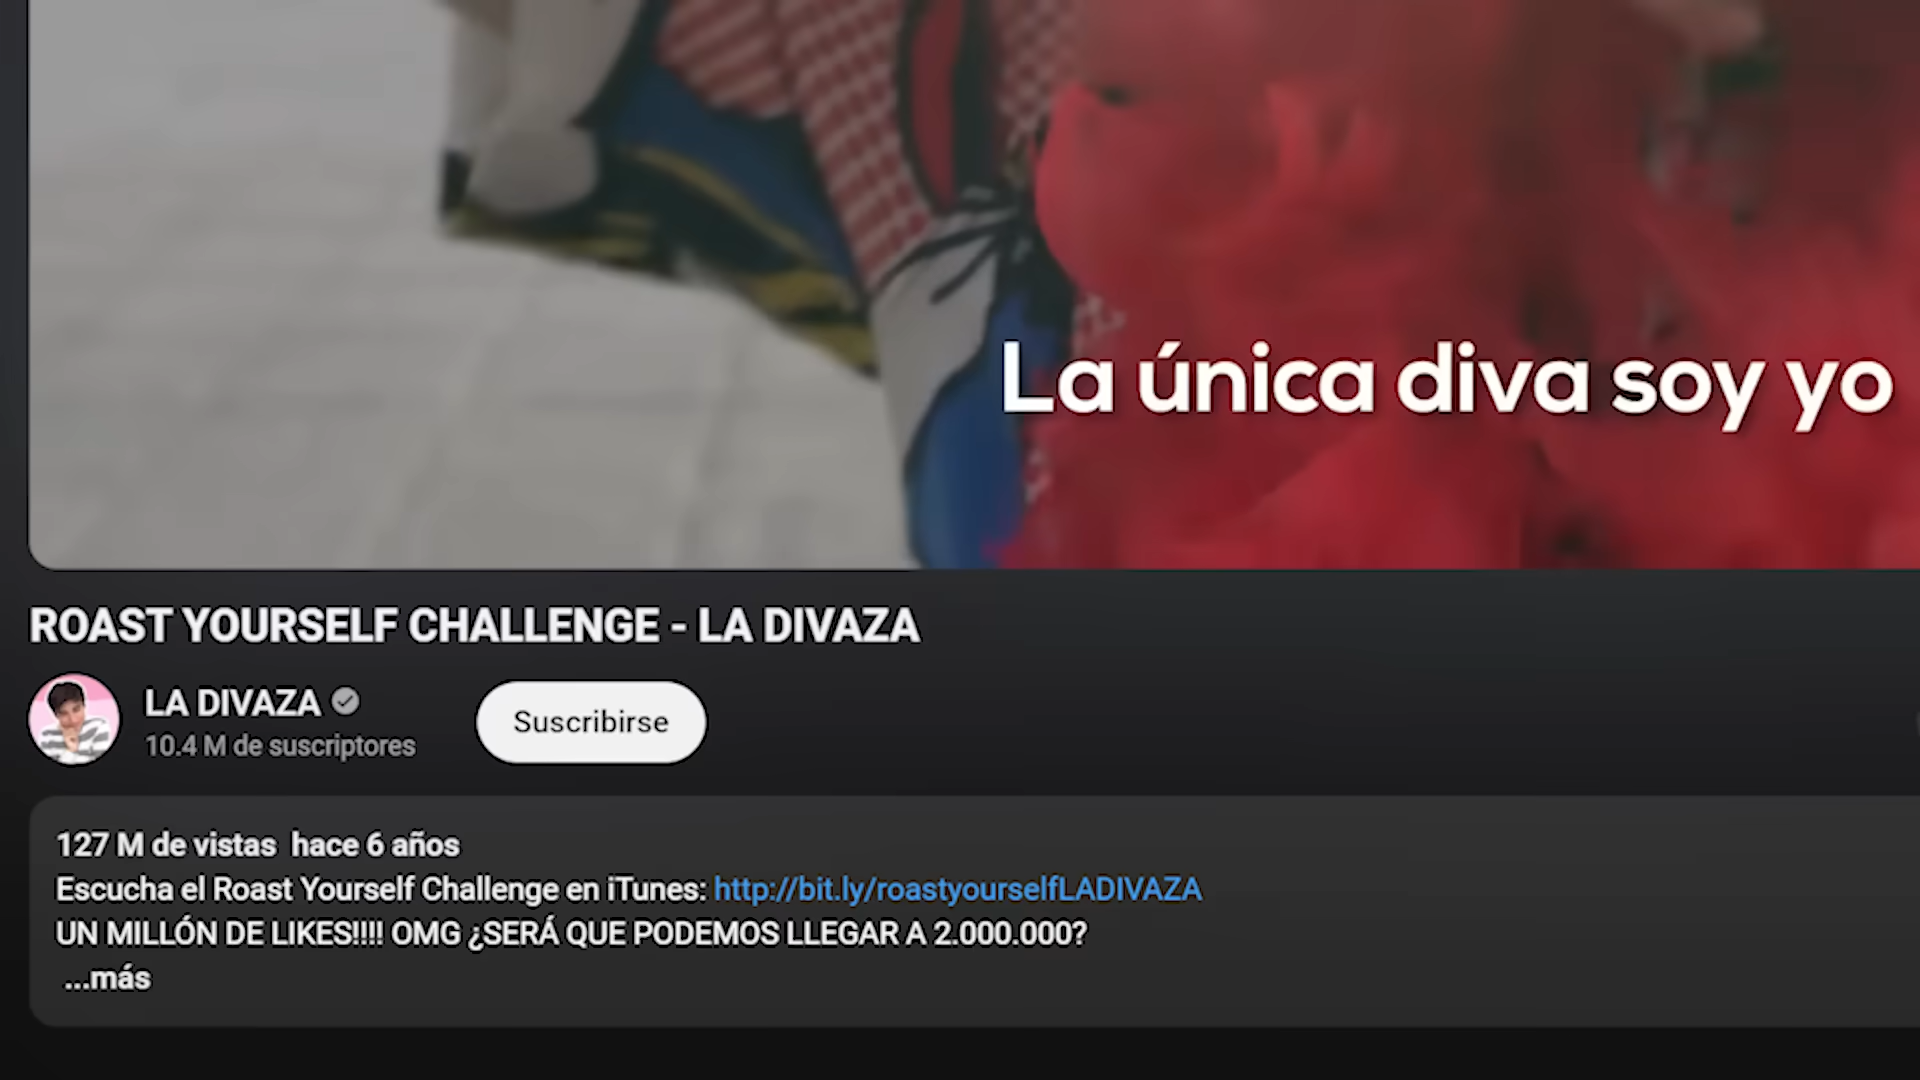 La única diva soy yo
ROAST YOURSELF CHALLENGE - LA DIVAZA
LA DIVAZA
10.4 M de suscriptores
Suscribirse
127 M de vistas hace 6 años
Escucha el Roast Yourself Challenge en iTunes: http://bit.ly/roastyourselfLADIVAZA
UN MILLÓN DE LIKES!!!! OMG ¿SERÁ QUE PODEMOS LLEGAR A 2.000.000?
...más